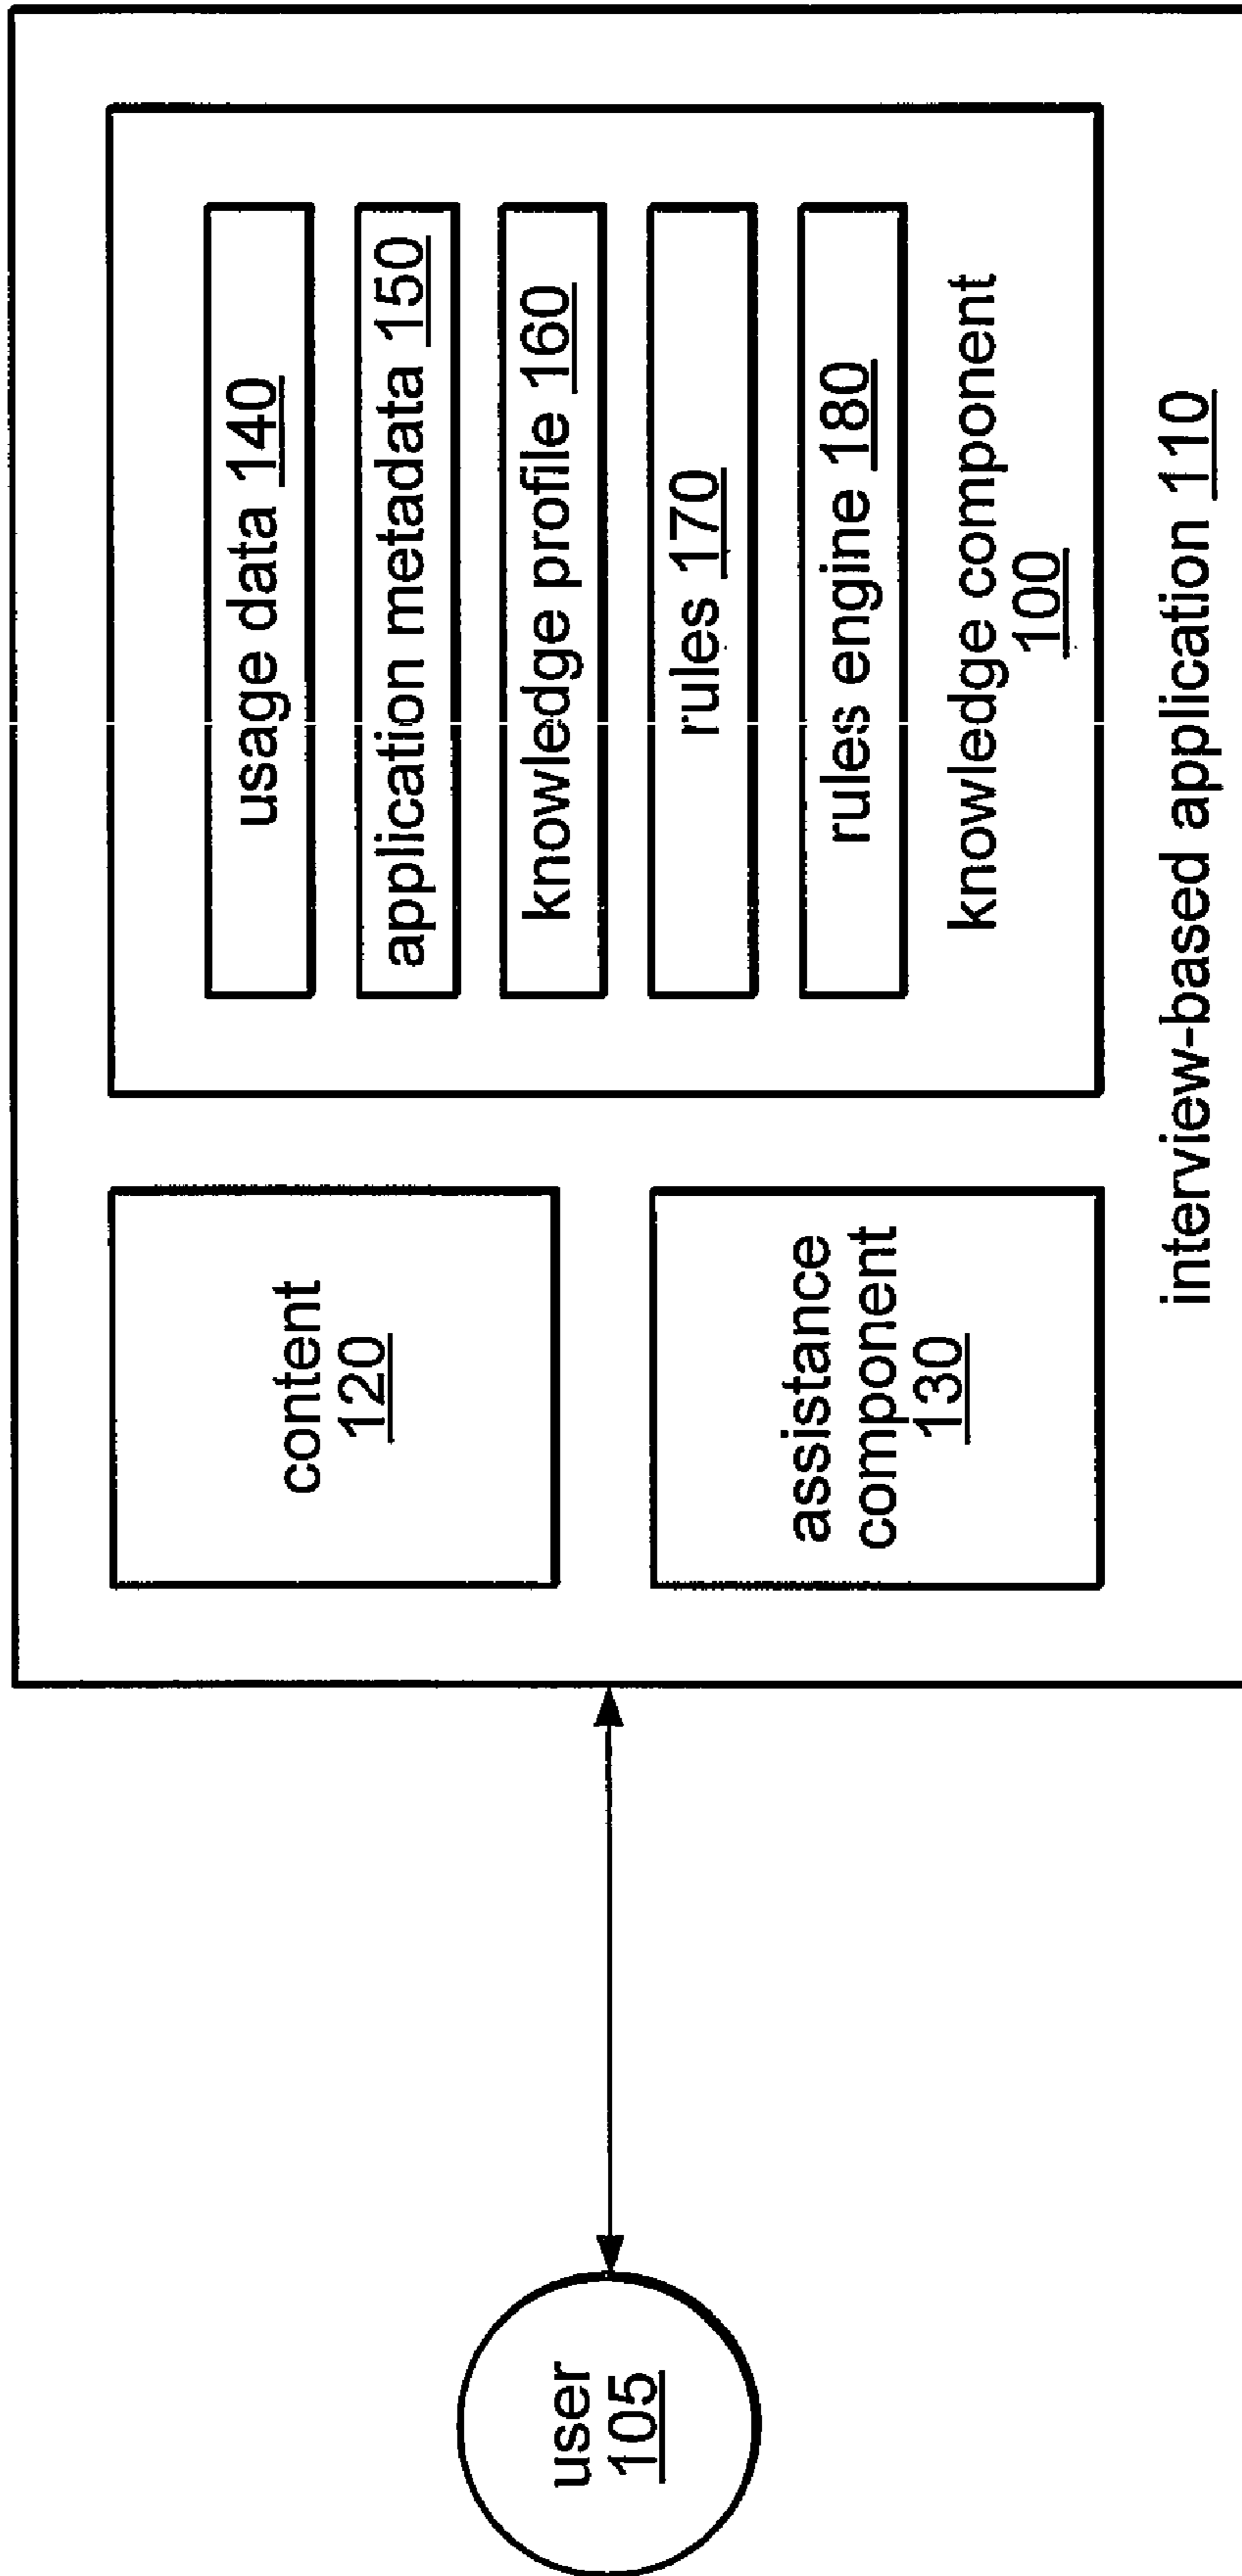 user
105
content
120
assistance
component
130
usage data 140
application metadata 150
knowledge profile 160
rules 170
rules engine 180
knowledge component
100
interview-based application 110